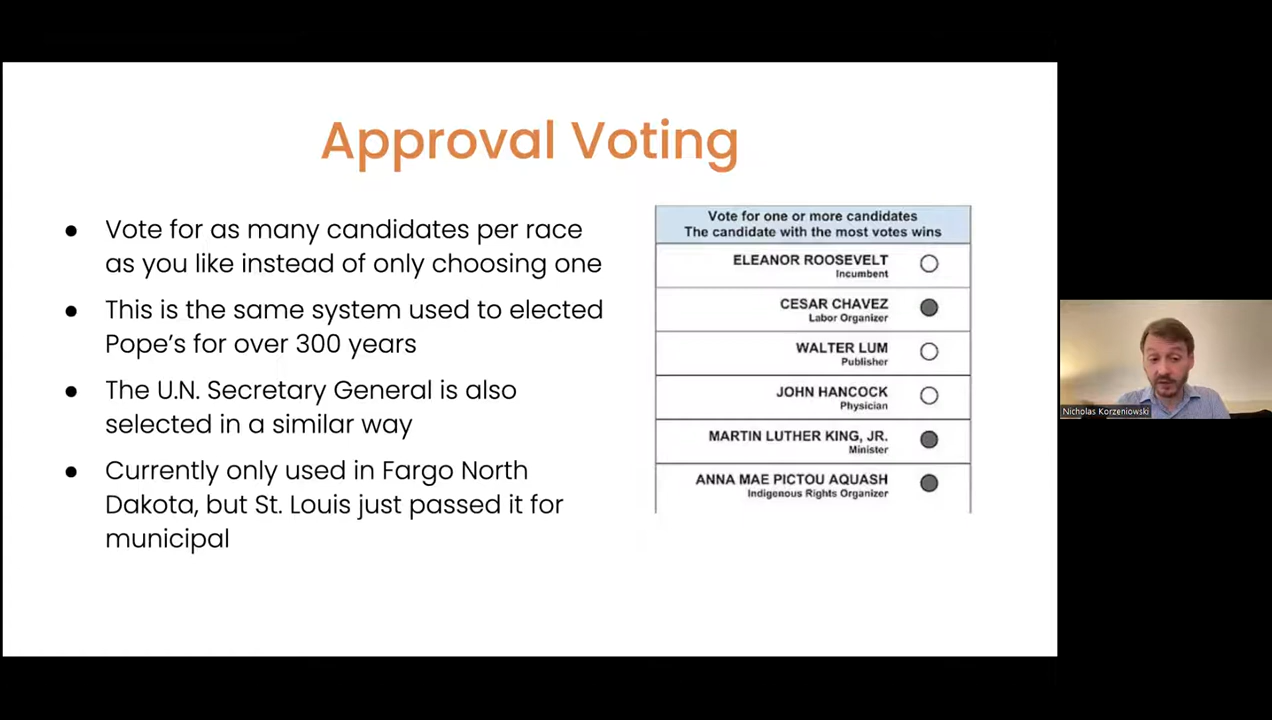 Approval Voting
● Vote for as many candidates per race
as you like instead of only choosing one
● This is the same system used to elected
Pope's for over 300 years
● The U.N. Secretary General is also
selected in a similar way
● Currently only used in Fargo North
Dakota, but St. Louis just passed it for
municipal
Vote for one or more candidates
The candidate with the most votes wins
ELEANOR ROOSEVELT
Incumbent
CESAR CHAVEZ
Labor Organizer
WALTER LUM
Publisher
JOHN HANCOCK
Physician
MARTIN LUTHER KING, JR.
Minister
ANNA MAE PICTOU AQUASH
Indigenous Rights Organizer
Nicholas Korzeniowski